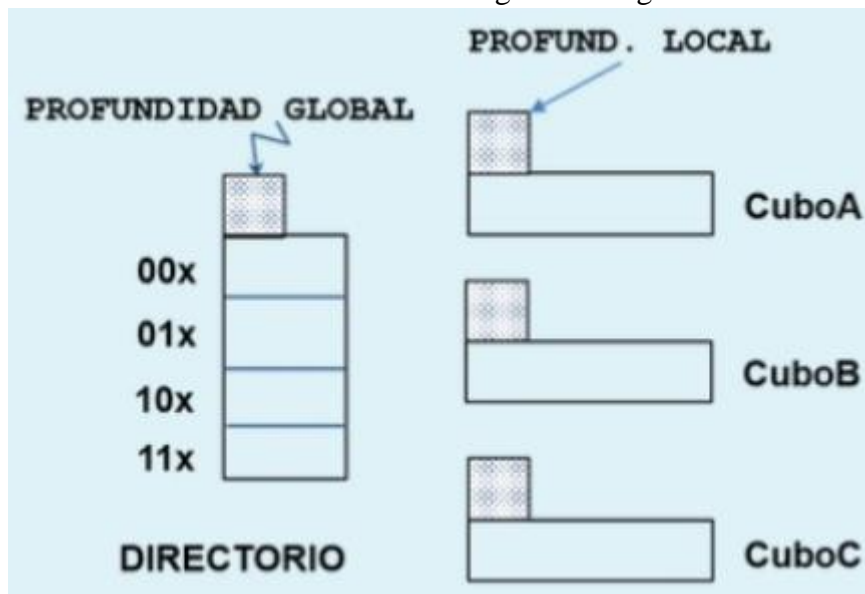 PROFUND. LOCAL
PROFUNDIDAD GLOBAL
CuboA
00x
01x
CuboB
10x
11x
DIRECTORIO
CuboC